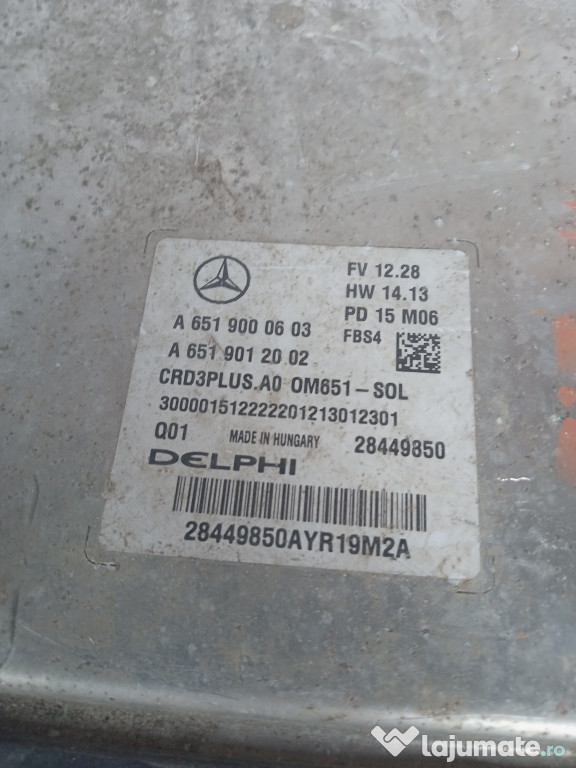 FV 12.28
HW 14.13
PD 15 M06
FBS4
A 651 900 06 03
A 651 901 20 02
CRD3PLUS.A0 OM651-SOL
3000015122222201213012301
Q01 MADE IN HUNGARY 28449850
DELPHI
28449850AYR19M2A
lajumate.ro